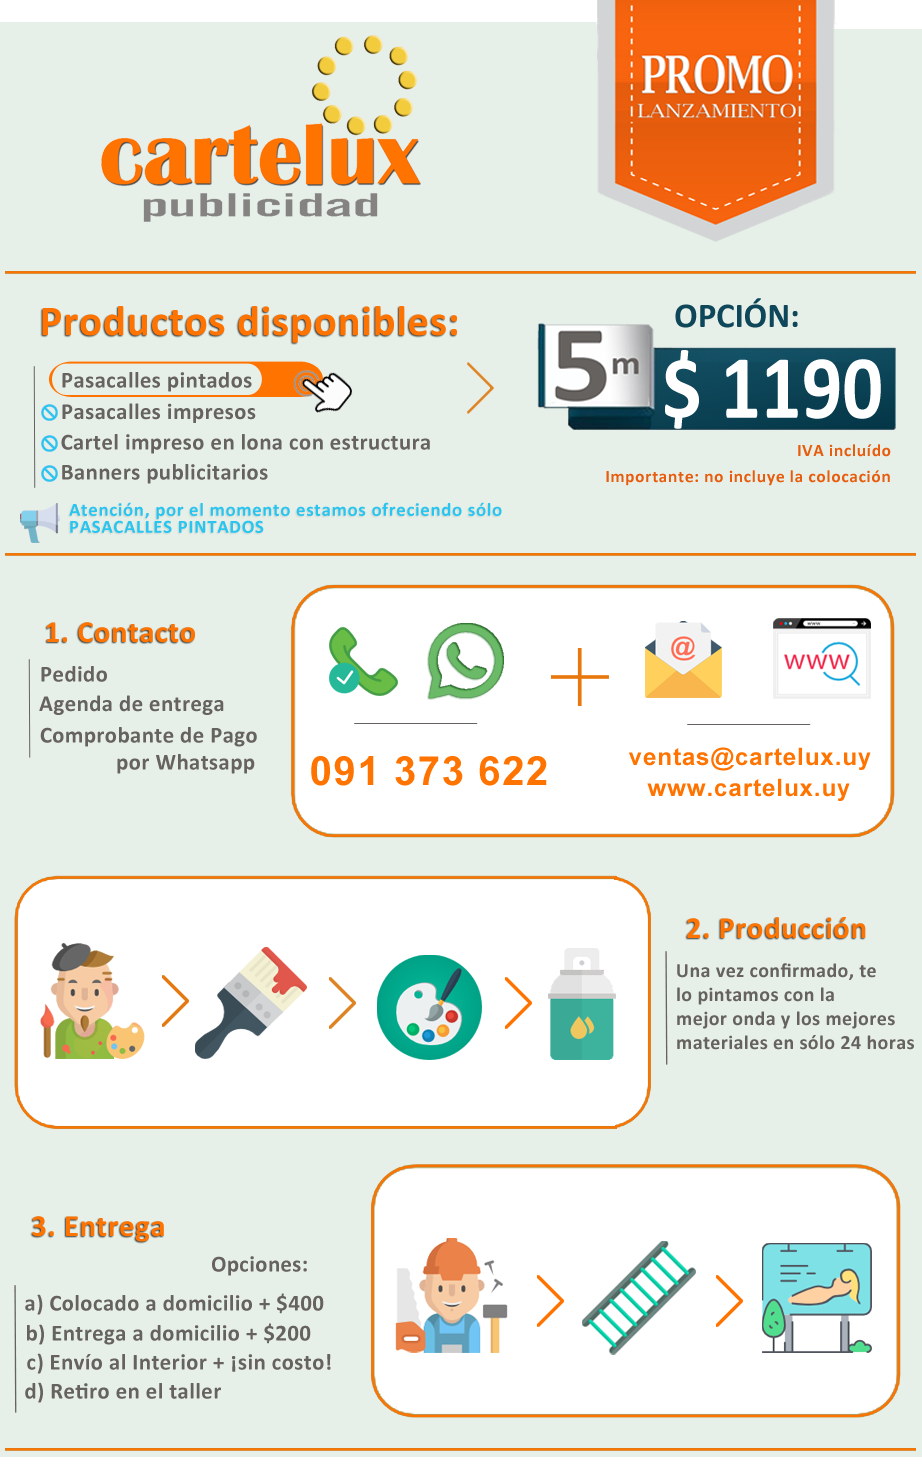 PROMO
LANZAMIENTO
cartelux
publicidad
Productos disponibles:
Pasacalles pintados
Pasacalles impresos
Cartel impreso en lona con estructura
Banners publicitarios
Atención, por el momento estamos ofreciendo sólo
PASACALLES PINTADOS
OPCIÓN:
5m
$ 1190
IVA incluído
Importante: no incluye la colocación
1. Contacto
Pedido
Agenda de entrega
Comprobante de Pago
por Whatsapp
@
www
www
091 373 622
ventas@cartelux.uy
www.cartelux.uy
2. Producción
Una vez confirmado, te
lo pintamos con la
mejor onda y los mejores
materiales en sólo 24 horas
3. Entrega
Opciones:
a) Colocado a domicilio + $400
b) Entrega a domicilio + $200
c) Envío al Interior + ¡sin costo!
d) Retiro en el taller